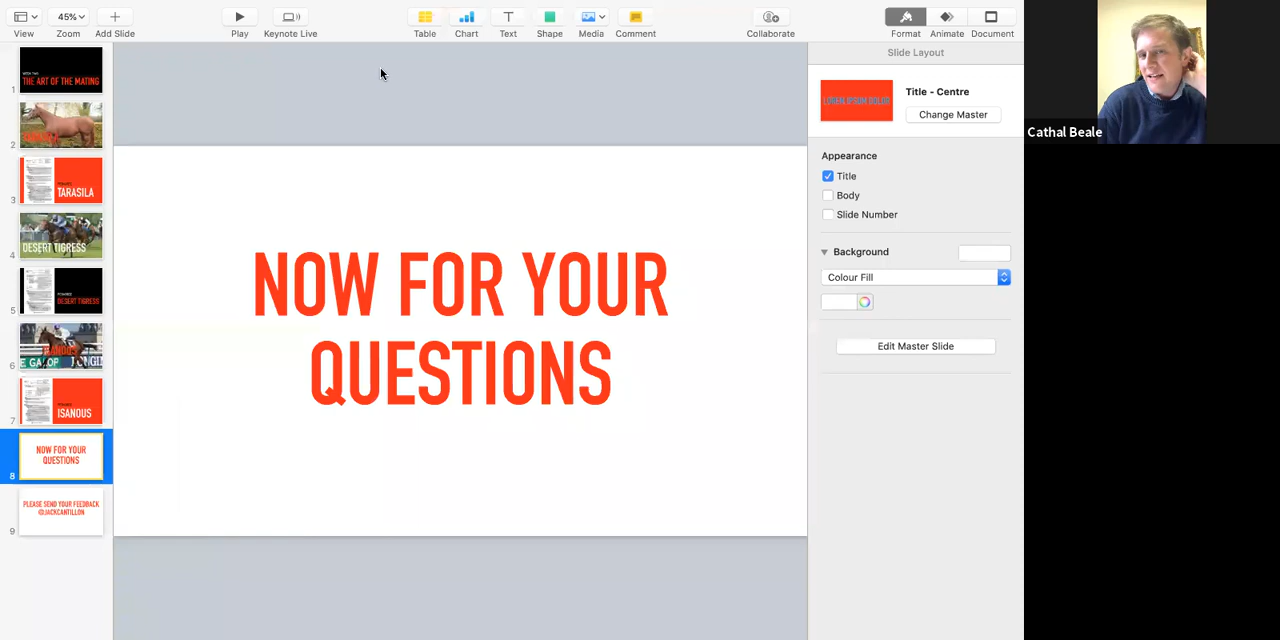 45%
View
Zoom
Add Slide
Play
Keynote Live
Table
Chart
Text
Shape
Media
Comment
Collaborate
Format
Animate
Document
THE ART OF THE MATING
1
2
TARASILA
3
DESERT TIGRESS
4
DESERT TIGRESS
5
6
ISANOUS
7
NOW FOR YOUR
QUESTIONS
8
PLEASE SEND YOUR FEEDBACK
@JACKCANTILLON
9
NOW FOR YOUR
QUESTIONS
Slide Layout
LOREM IPSUM DOLOR
Title - Centre
Change Master
Appearance
Title
Body
Slide Number
Background
Colour Fill
Edit Master Slide
Cathal Beale